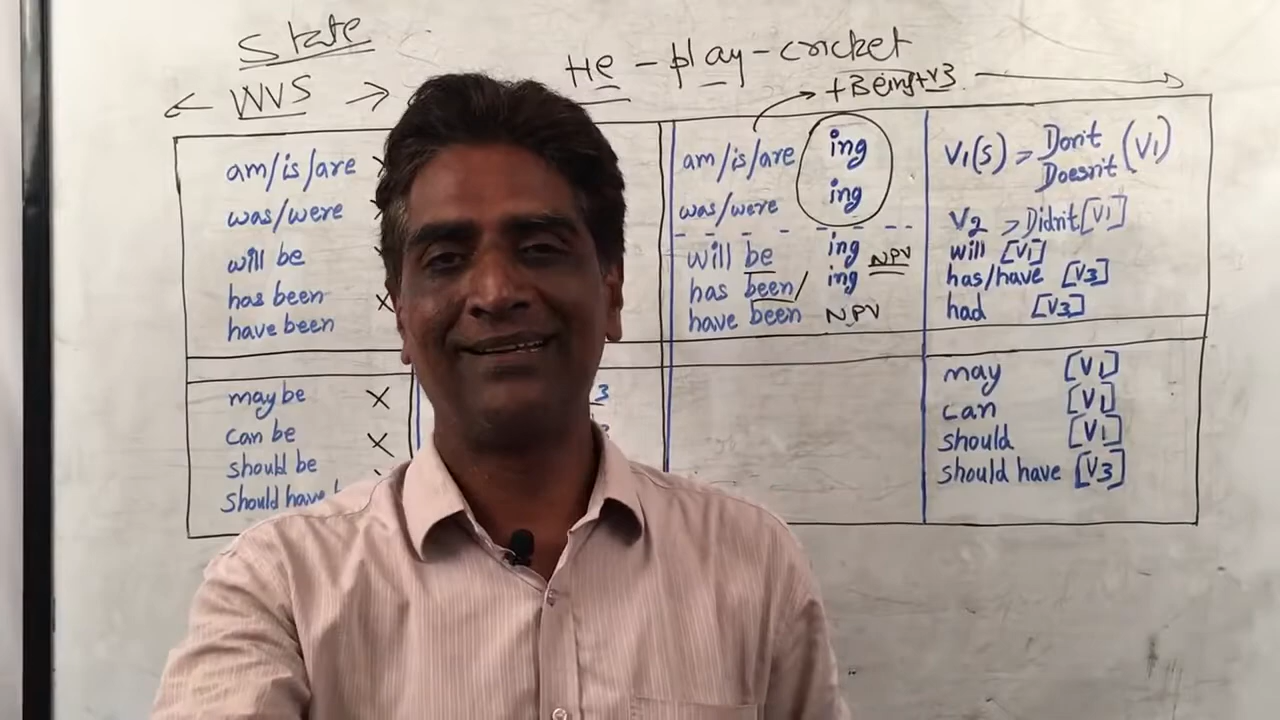 State
He - play - cricket
← WVS →
+Being+V3
am/is/are x
was/were
will be
has been x
have been
may be x
can be x
should be
should have
3
am/is/are ing
was/were ing
will be ing NPV
has been/ ing
have been NPV
V1(s) > Don't (V1)
Doesn't
V2 > Didn't [V1]
will [V1]
has/have [V3]
had [V3]
may [V1]
can [V1]
should [V1]
should have [V3]